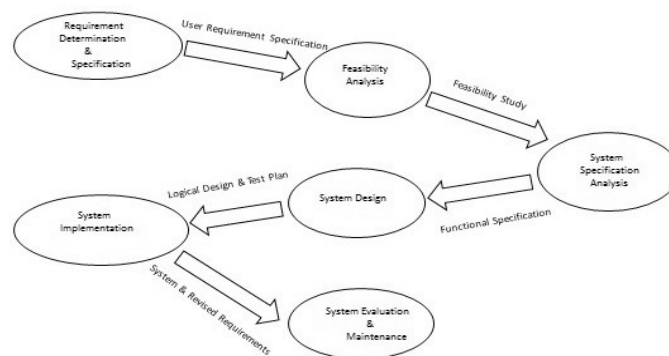 Requirement
Determination
&
Specification
User Requirement Specification
Feasibility
Analysis
Feasibility Study
System
Specification
Analysis
Functional Specification
System Design
Logical Design & Test Plan
System
Implementation
System & Revised Requirements
System Evaluation
&
Maintenance